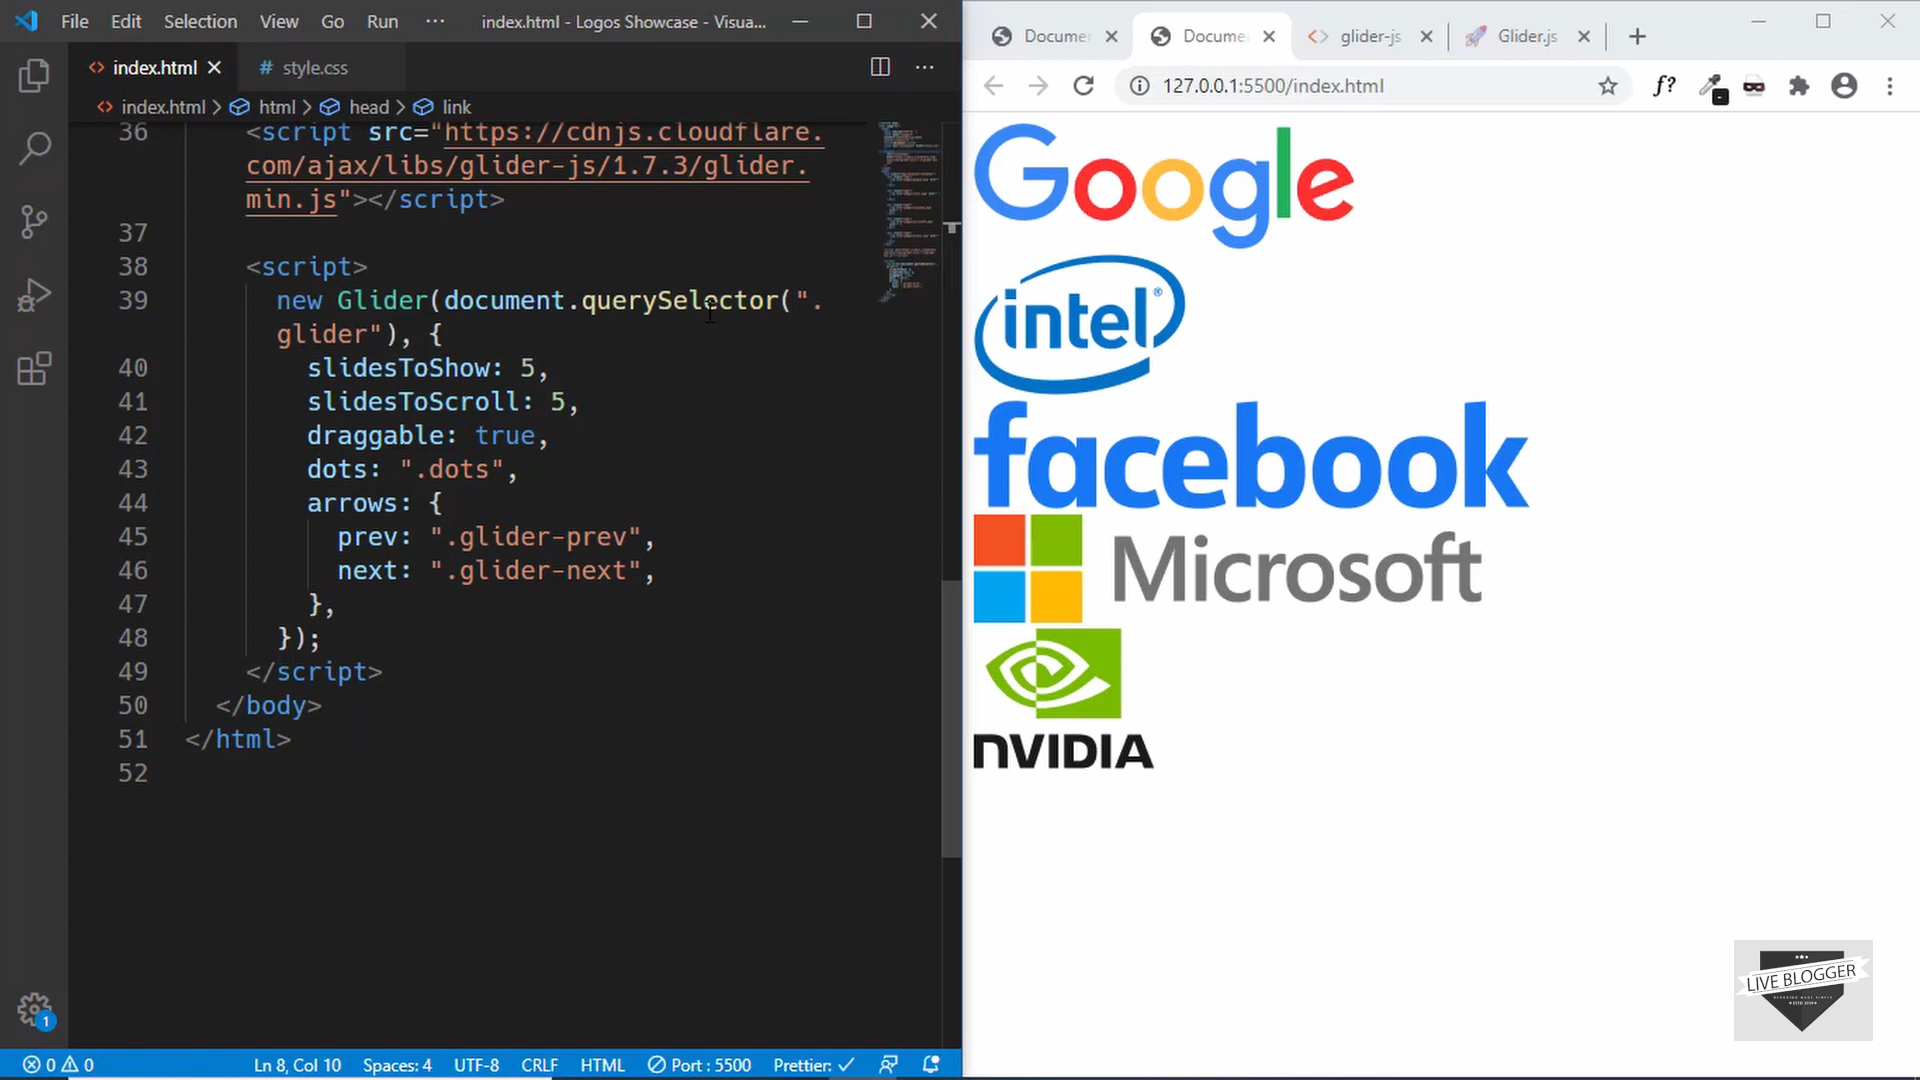 File Edit Selection View Go Run ··· index.html - Logos Showcase - Visua...
index.html # style.css
index.html > html > head > link
36 <script src="https://cdnjs.cloudflare.
com/ajax/libs/glider-js/1.7.3/glider.
min.js"></script>
37
38 <script>
39 new Glider(document.querySelector(".
glider"), {
40 slidesToShow: 5,
41 slidesToScroll: 5,
42 draggable: true,
43 dots: ".dots",
44 arrows: {
45 prev: ".glider-prev",
46 next: ".glider-next",
47 },
48 });
49 </script>
50 </body>
51 </html>
52
1
0 0 Ln 8, Col 10 Spaces: 4 UTF-8 CRLF HTML Port : 5500 Prettier: ✓
Docume Docume <> glider-js Glider.js
127.0.0.1:5500/index.html f?
Google
intel®
facebook
Microsoft
NVIDIA
LIVE BLOGGER